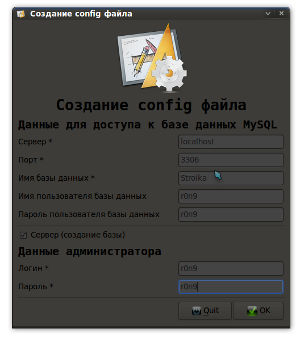 Создание config файла
Создание config файла
Данные для доступа к базе данных MySQL
Сервер * localhost
Порт * 3306
Имя базы данных * Stroika
Имя пользователя базы данных r0n9
Пароль пользователя базы данных r0n9
Сервер (создание базы)
Данные администратора
Логин * r0n9
Пароль * r0n9
Quit OK